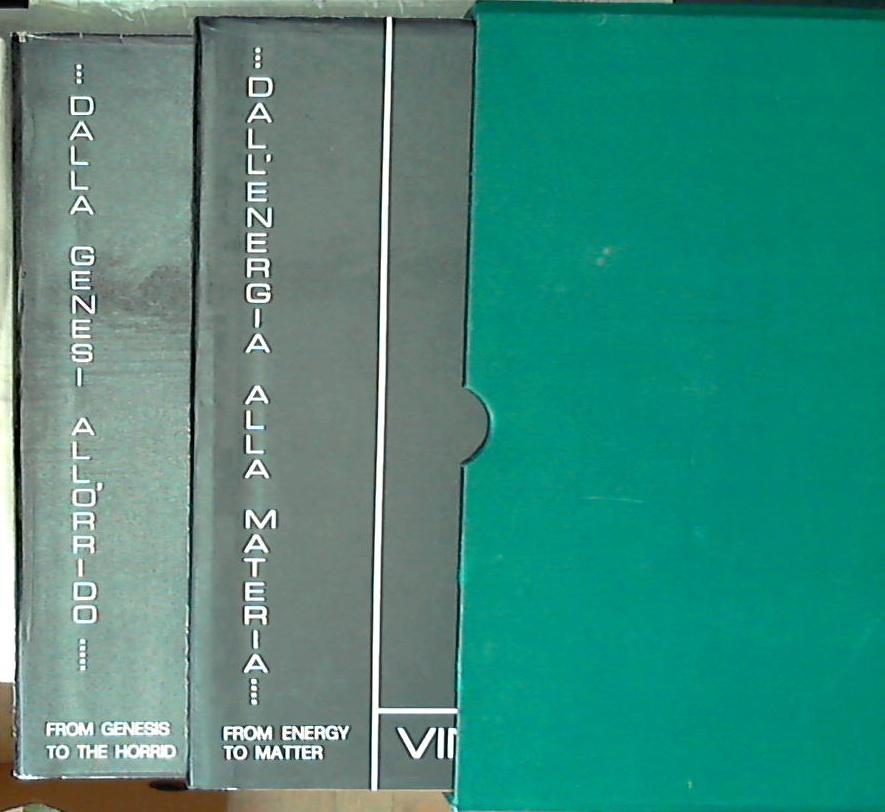 ....DALLA GENESI ALL'ORRIDO....
FROM GENESIS
TO THE HORRID
....DALL'ENERGIA ALLA MATERIA....
FROM ENERGY
TO MATTER